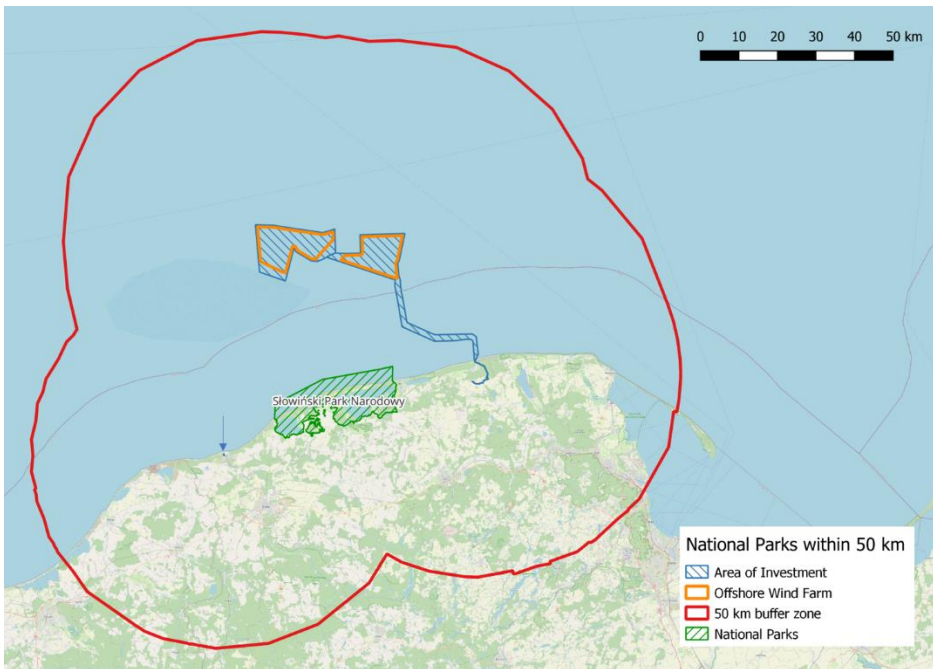 0 10 20 30 40 50 km
Słowiński Park Narodowy
National Parks within 50 km
Area of Investment
Offshore Wind Farm
50 km buffer zone
National Parks